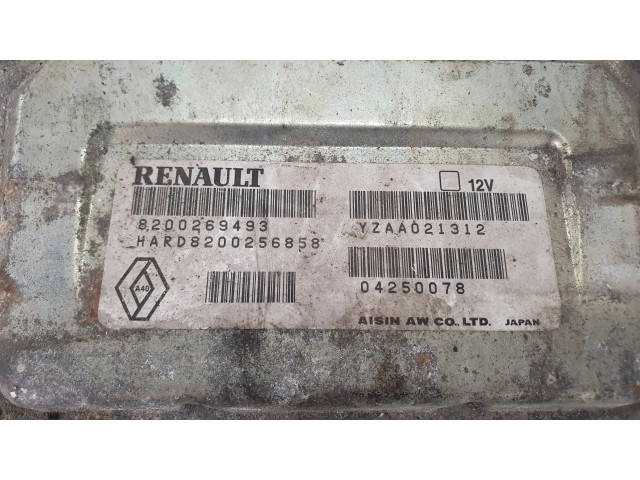 RENAULT
12V
8200269493
YZAA021312
HARD8200256858
04250078
A40
AISIN AW CO., LTD. JAPAN